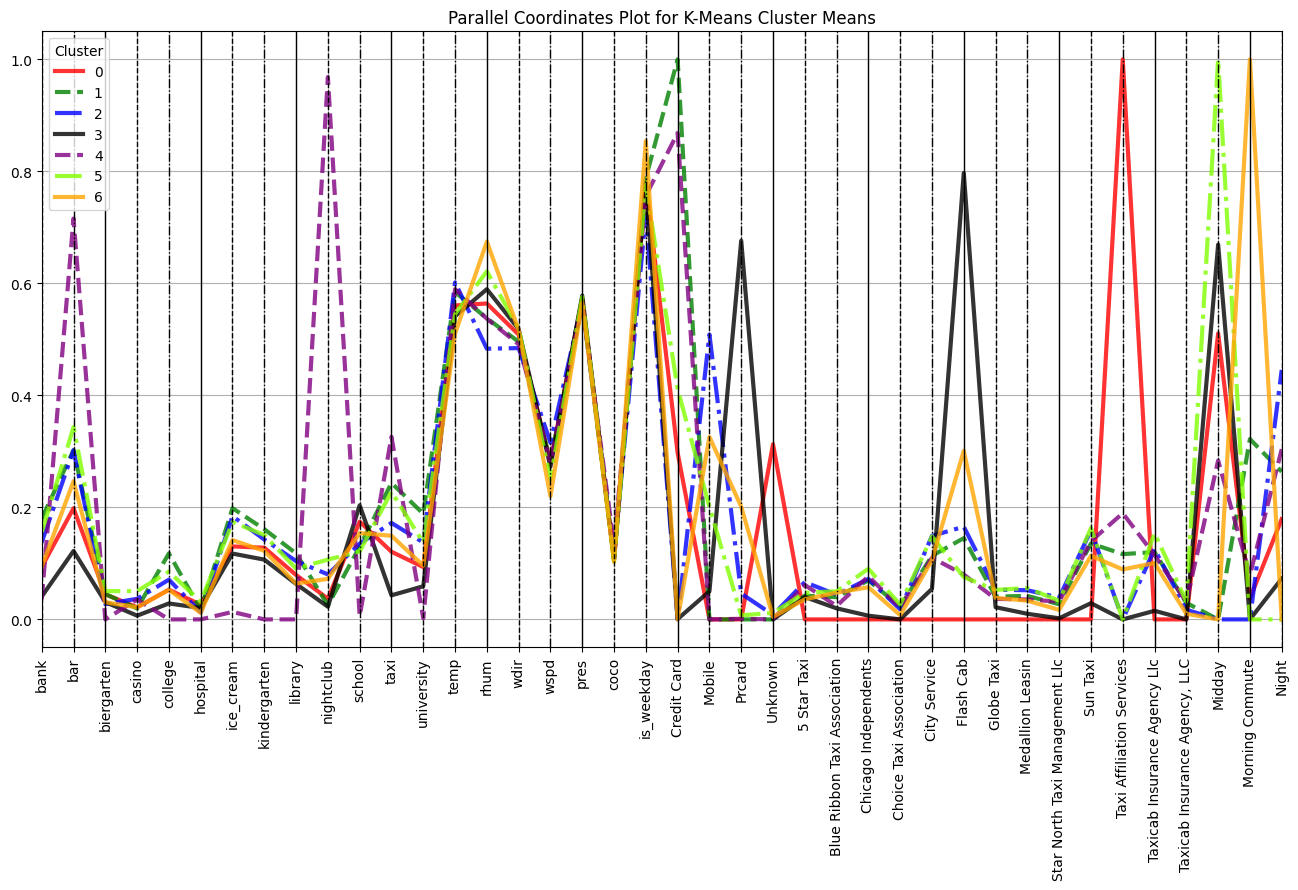 Parallel Coordinates Plot for K-Means Cluster Means
Cluster
0
1
2
3
4
5
6
1.0
0.8
0.6
0.4
0.2
0.0
bank
bar
biergarten
casino
college
hospital
ice_cream
kindergarten
library
nightclub
school
taxi
university
temp
rhum
wdir
wspd
pres
coco
is_weekday
Credit Card
Mobile
Prcard
Unknown
5 Star Taxi
Blue Ribbon Taxi Association
Chicago Independents
Choice Taxi Association
City Service
Flash Cab
Globe Taxi
Medallion Leasin
Star North Taxi Management Llc
Sun Taxi
Taxi Affiliation Services
Taxicab Insurance Agency Llc
Taxicab Insurance Agency, LLC
Midday
Morning Commute
Night